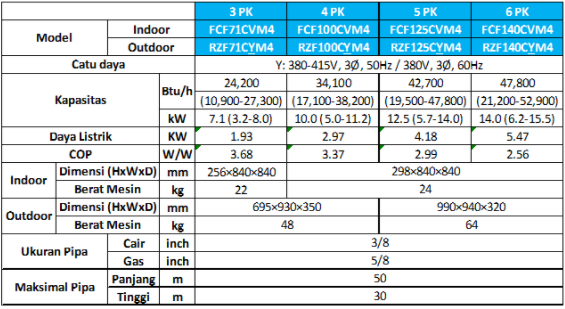 3 PK 4 PK 5 PK 6 PK
Model Indoor FCF71CVM4 FCF100CVM4 FCF125CVM4 FCF140CVM4
Outdoor RZF71CYM4 RZF100CYM4 RZF125CYM4 RZF140CYM4
Catu daya Y: 380-415V, 3Ø, 50Hz / 380V, 3Ø, 60Hz
Kapasitas Btu/h 24,200 34,100 42,700 47,800
(10,900-27,300) (17,100-38,200) (19,500-47,800) (21,200-52,900)
kW 7.1 (3.2-8.0) 10.0 (5.0-11.2) 12.5 (5.7-14.0) 14.0 (6.2-15.5)
Daya Listrik KW 1.93 2.97 4.18 5.47
COP W/W 3.68 3.37 2.99 2.56
Indoor Dimensi (HxWxD) mm 256×840×840 298×840×840
Berat Mesin kg 22 24
Outdoor Dimensi (HxWxD) mm 695×930×350 990×940×320
Berat Mesin kg 48 64
Ukuran Pipa Cair inch 3/8
Gas inch 5/8
Maksimal Pipa Panjang m 50
Tinggi m 30